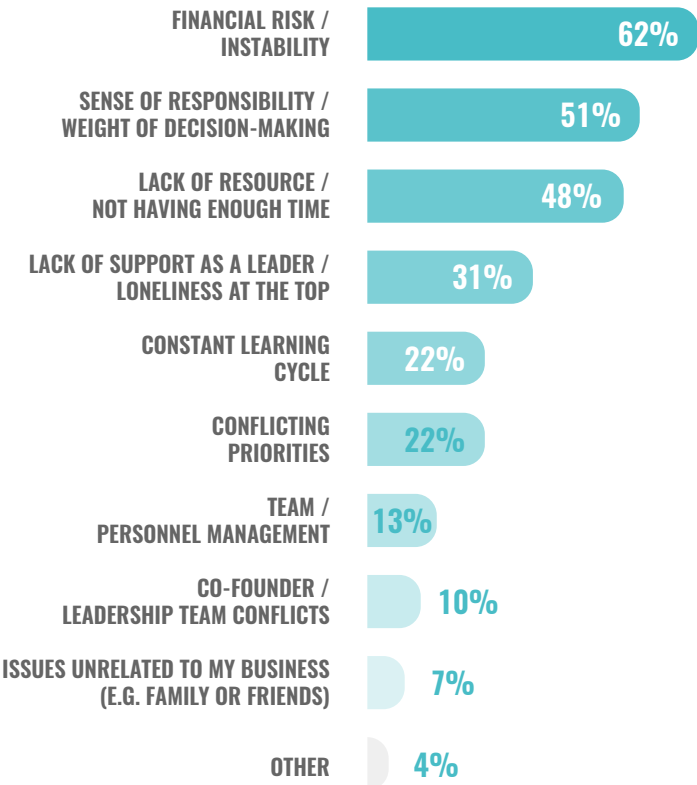 FINANCIAL RISK /
INSTABILITY
62%
SENSE OF RESPONSIBILITY /
WEIGHT OF DECISION-MAKING
51%
LACK OF RESOURCE /
NOT HAVING ENOUGH TIME
48%
LACK OF SUPPORT AS A LEADER /
LONELINESS AT THE TOP
31%
CONSTANT LEARNING
CYCLE
22%
CONFLICTING
PRIORITIES
22%
TEAM /
PERSONNEL MANAGEMENT
13%
CO-FOUNDER /
LEADERSHIP TEAM CONFLICTS
10%
ISSUES UNRELATED TO MY BUSINESS
(E.G. FAMILY OR FRIENDS)
7%
OTHER
4%